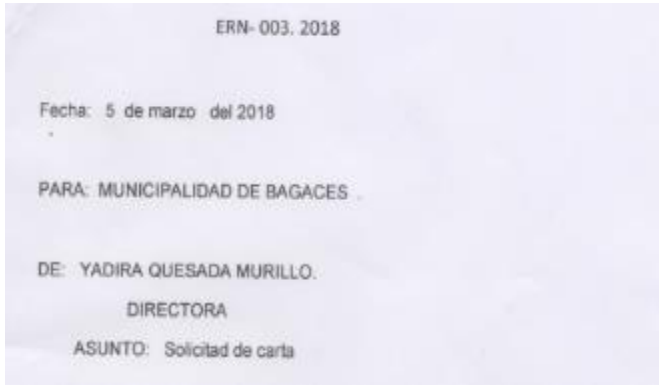 ERN- 003. 2018
Fecha: 5 de marzo del 2018
PARA: MUNICIPALIDAD DE BAGACES .
DE: YADIRA QUESADA MURILLO.
DIRECTORA
ASUNTO: Solicitad de carta